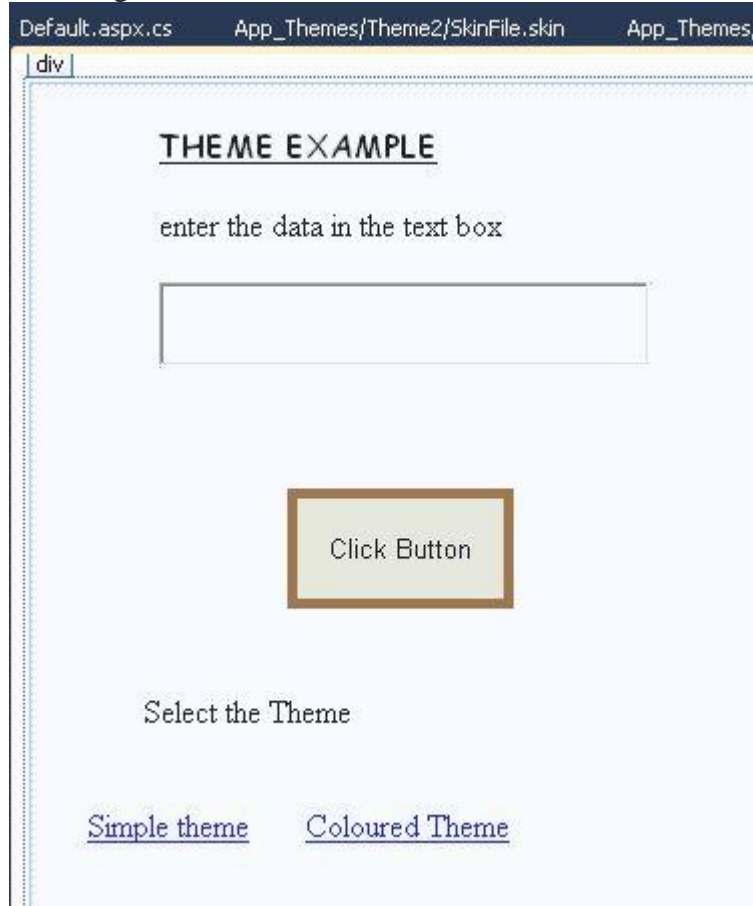 Default.aspx.cs App_Themes/Theme2/SkinFile.skin App_Themes/
div
THEME EXAMPLE
enter the data in the text box
Click Button
Select the Theme
Simple theme Coloured Theme